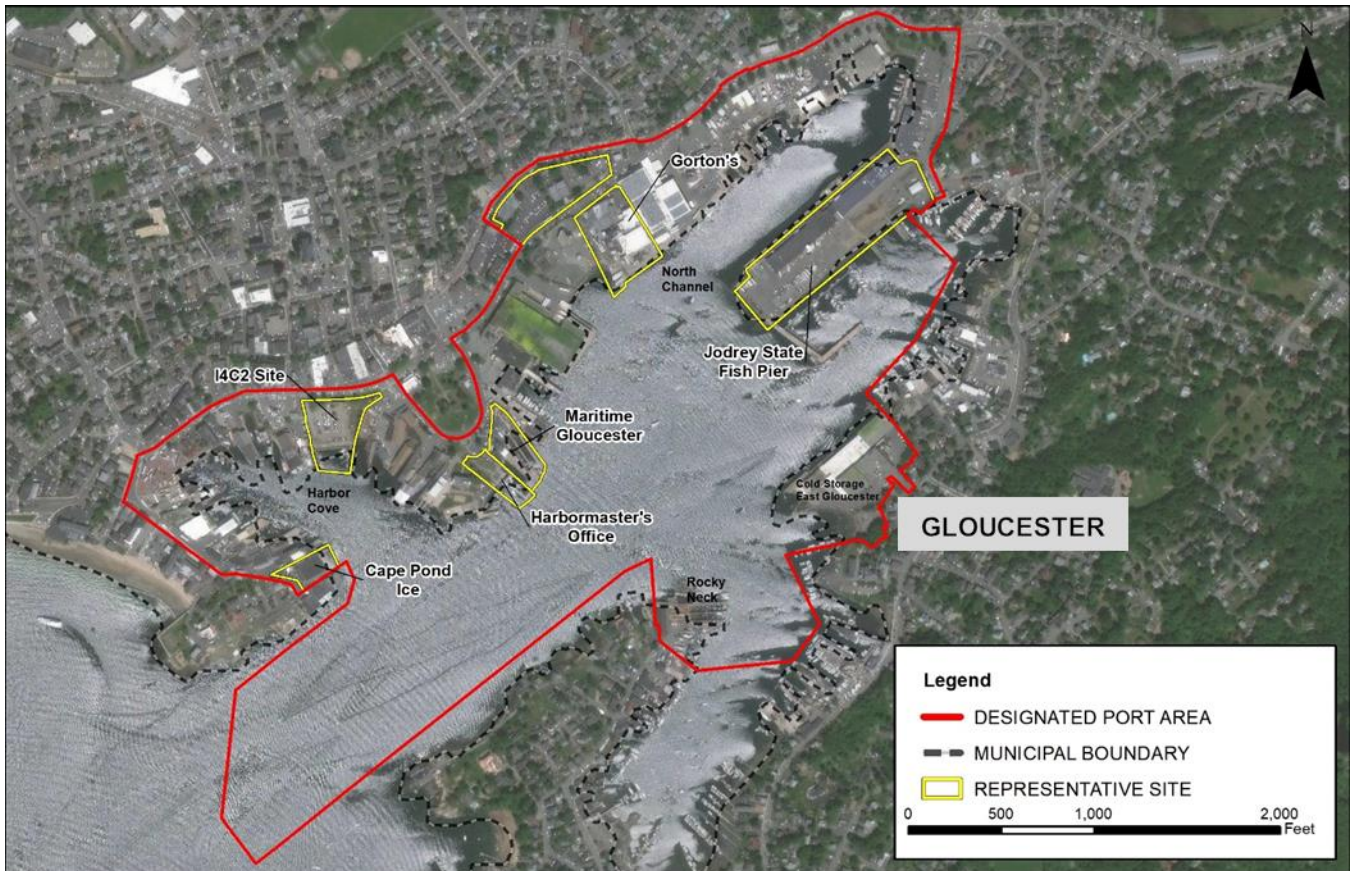 N
Gorton's
North
Channel
Jodrey State
Fish Pier
I4C2 Site
Maritime
Gloucester
Harbor
Cove
Cold Storage
East Gloucester
Harbormaster's
Office
GLOUCESTER
Cape Pond
Ice
Rocky
Neck
Legend
DESIGNATED PORT AREA
MUNICIPAL BOUNDARY
REPRESENTATIVE SITE
0 500 1,000 2,000
Feet